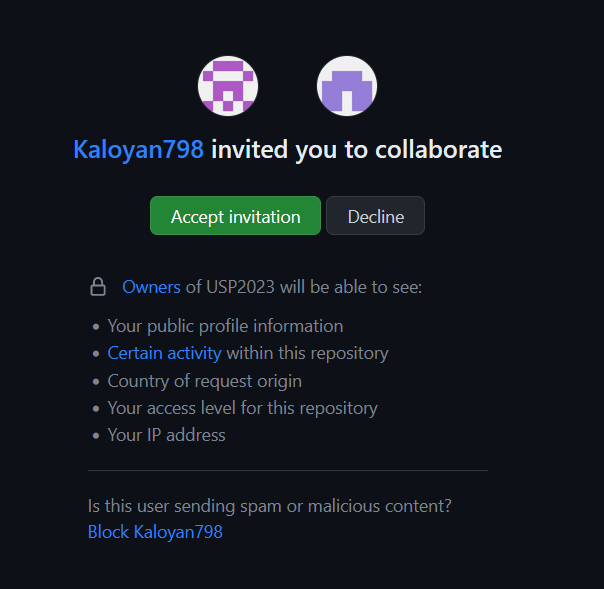 Kaloyan798 invited you to collaborate
Accept invitation
Decline
Owners of USP2023 will be able to see:
Your public profile information
Certain activity within this repository
Country of request origin
Your access level for this repository
Your IP address
Is this user sending spam or malicious content?
Block Kaloyan798